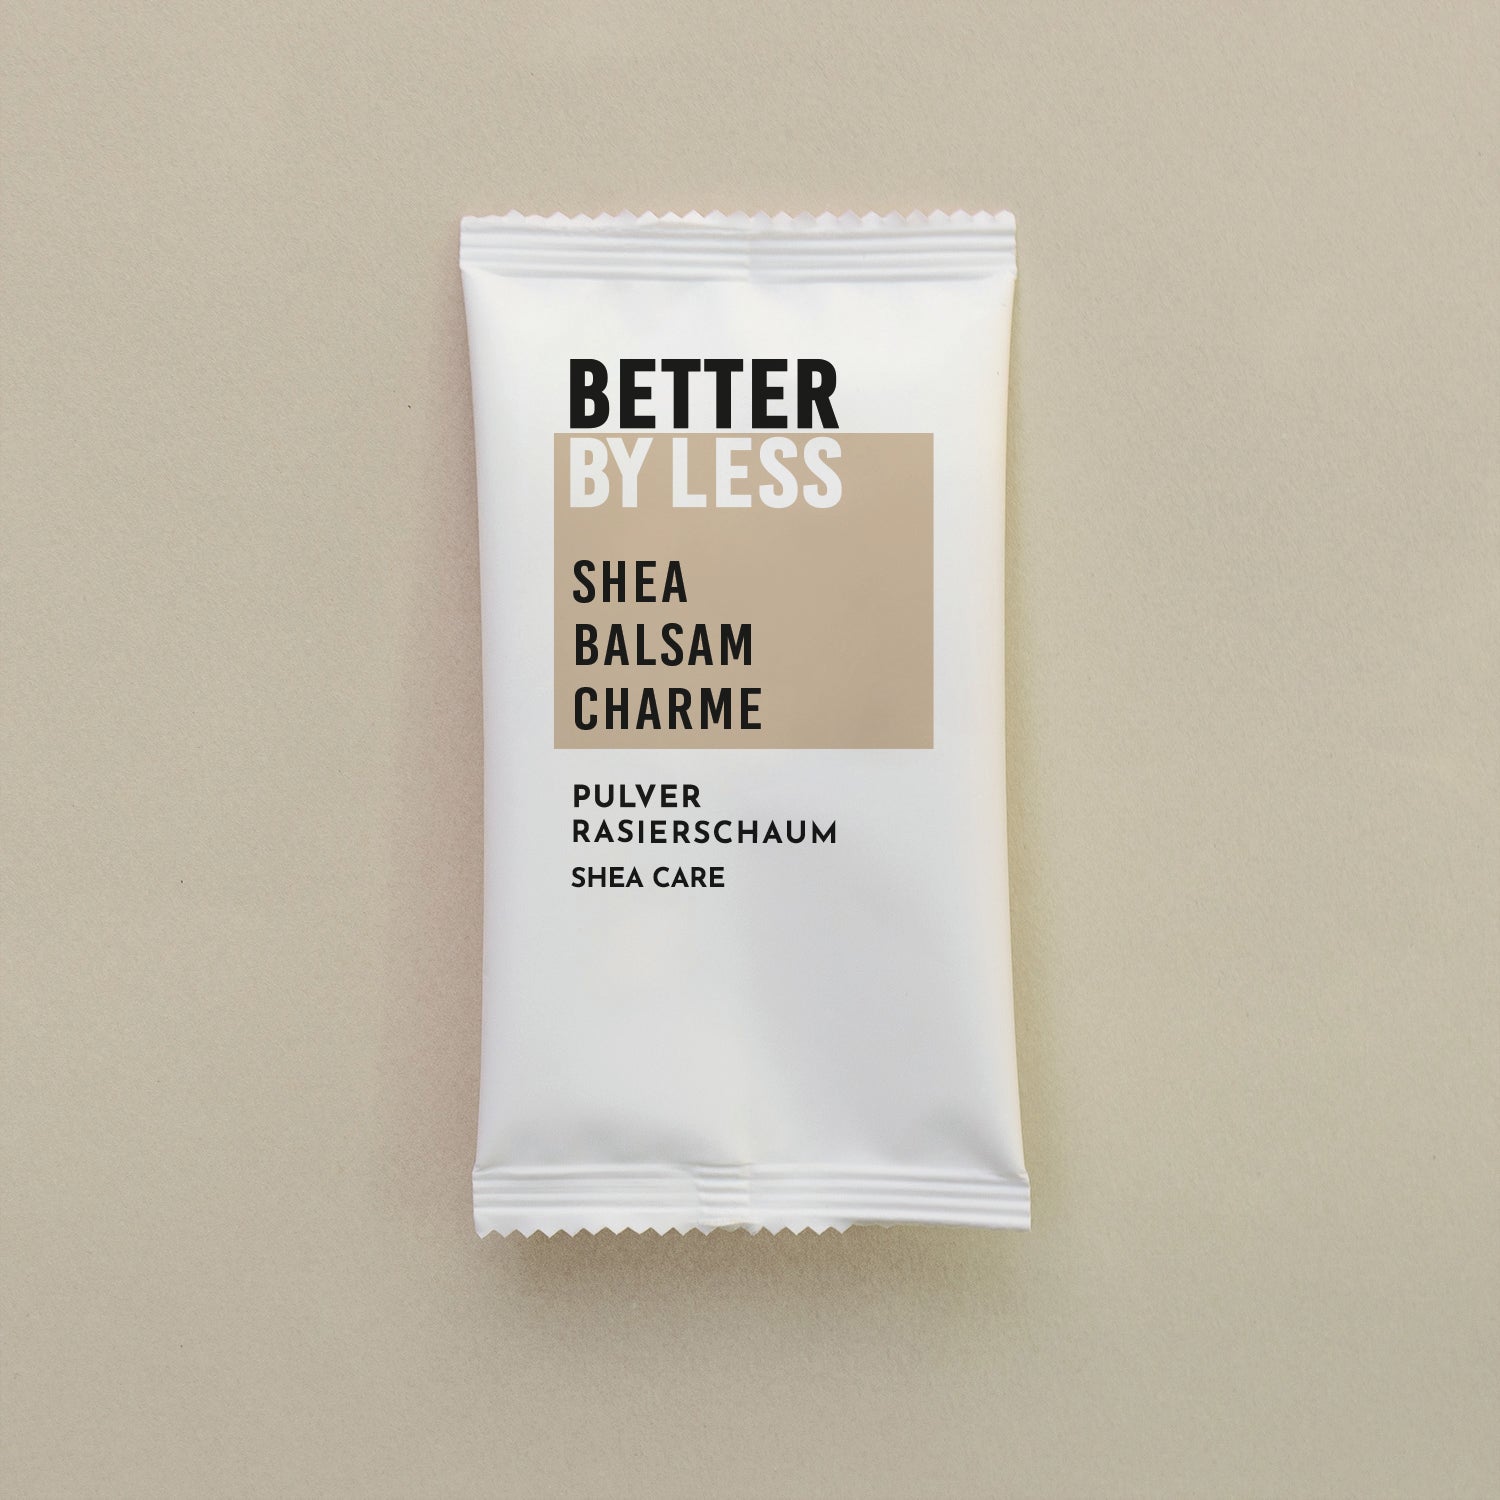 BETTER
BY LESS
SHEA
BALSAM
CHARME
PULVER
RASIERSCHAUM
SHEA CARE